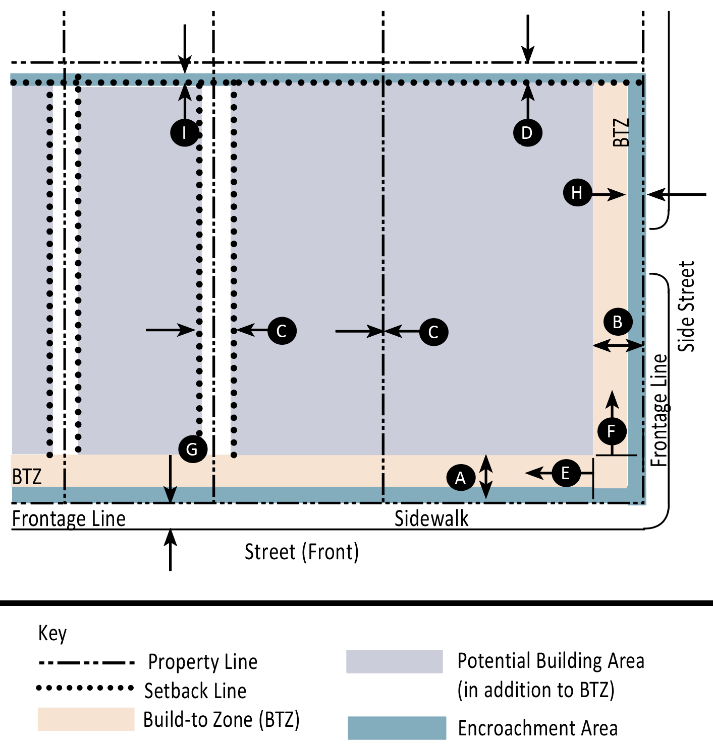 I
D
BTZ
H
B
C
C
Side Street
Frontage Line
F
G
A
E
BTZ
Frontage Line
Sidewalk
Street (Front)
Key
Property Line
Setback Line
Build-to Zone (BTZ)
Potential Building Area
(in addition to BTZ)
Encroachment Area